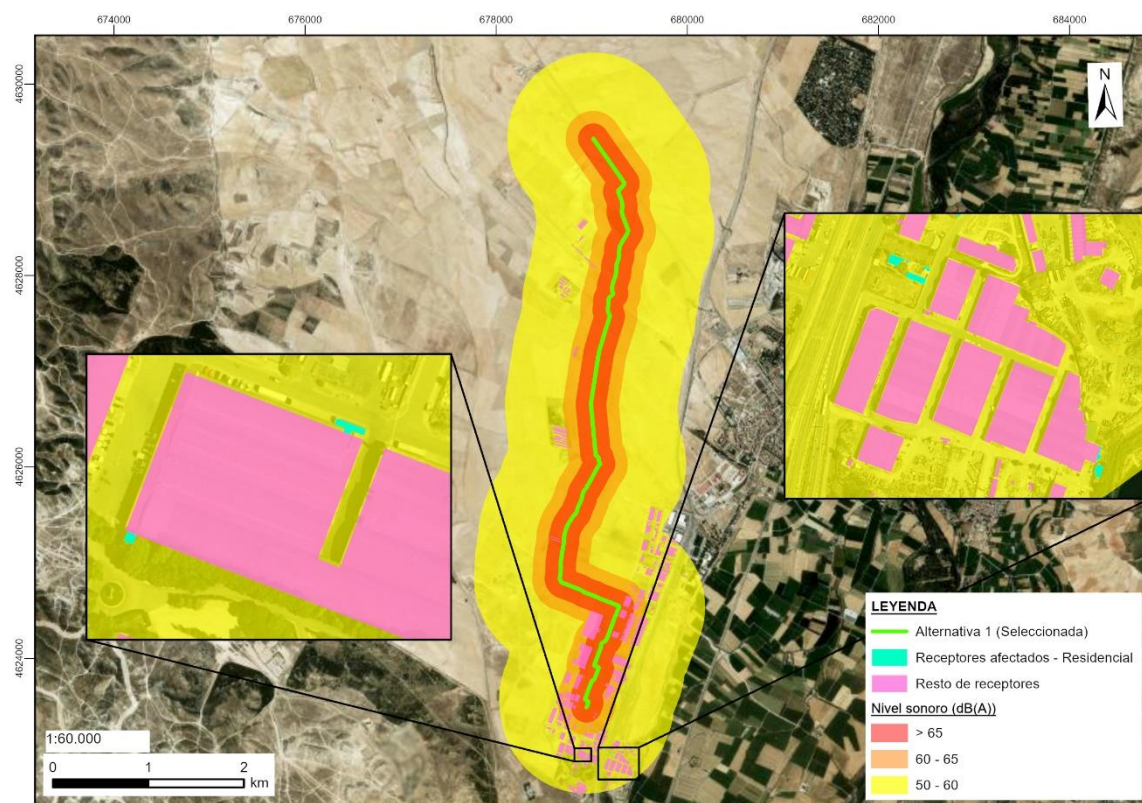 674000
676000
678000
680000
682000
684000
4630000
4628000
4626000
4624000
N
1:60.000
0
1
2
km
LEYENDA
Alternativa 1 (Seleccionada)
Receptores afectados - Residencial
Resto de receptores
Nivel sonoro (dB(A))
> 65
60 - 65
50 - 60